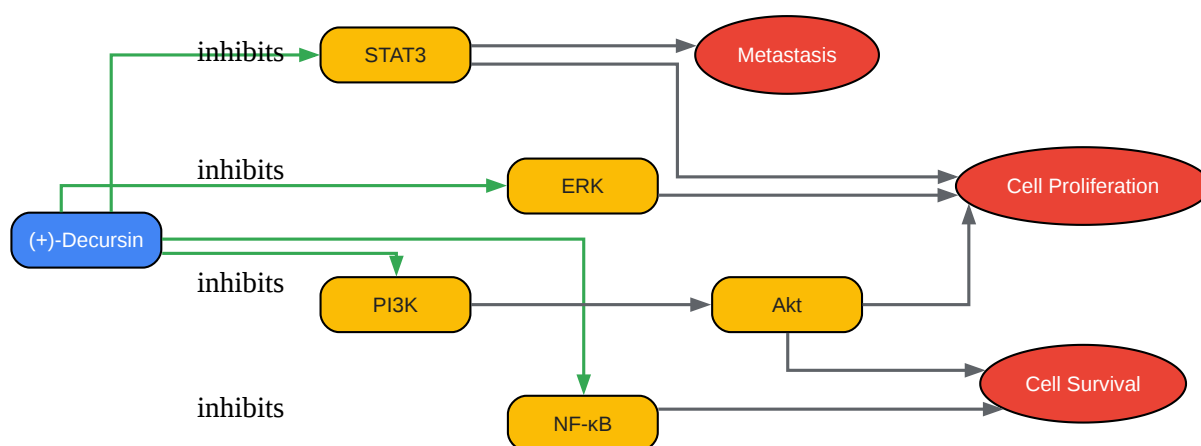 inhibits
STAT3
Metastasis
inhibits
ERK
Cell Proliferation
(+)-Decursin
inhibits
PI3K
Akt
Cell Survival
inhibits
NF-κB